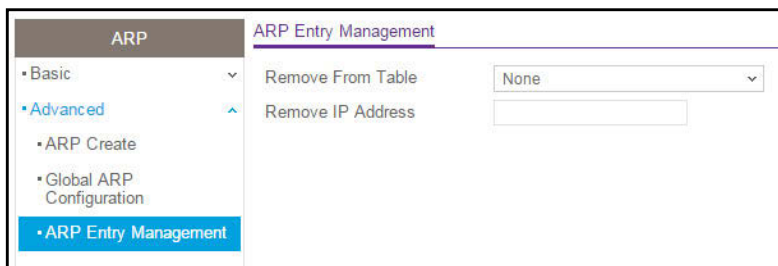 ARP
Basic
Advanced
ARP Create
Global ARP
Configuration
ARP Entry Management
ARP Entry Management
Remove From Table
None
Remove IP Address